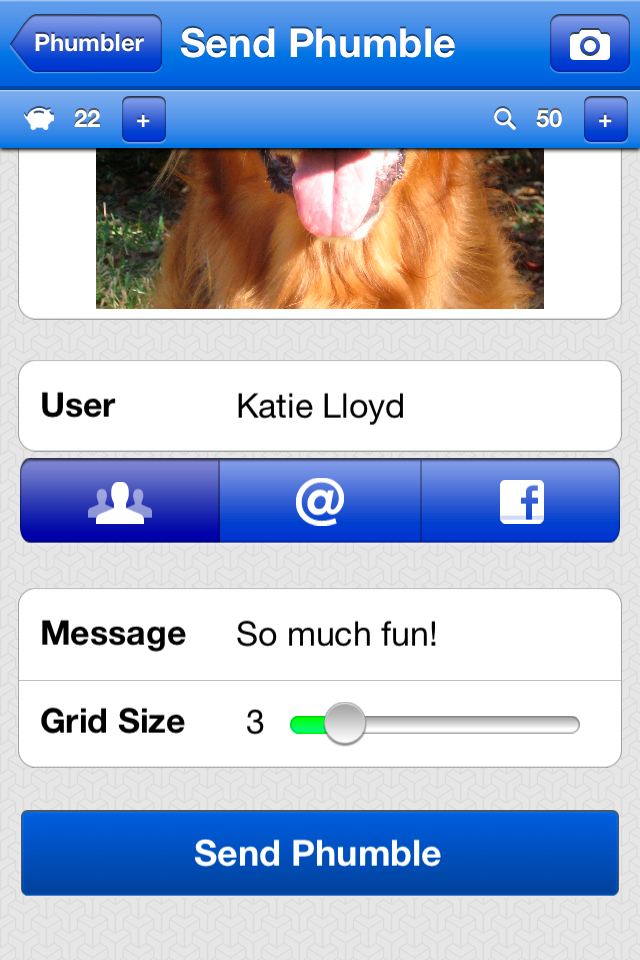 Phumbler Send Phumble
22 + 50 +
User Katie Lloyd
@ f
Message So much fun!
Grid Size 3
Send Phumble